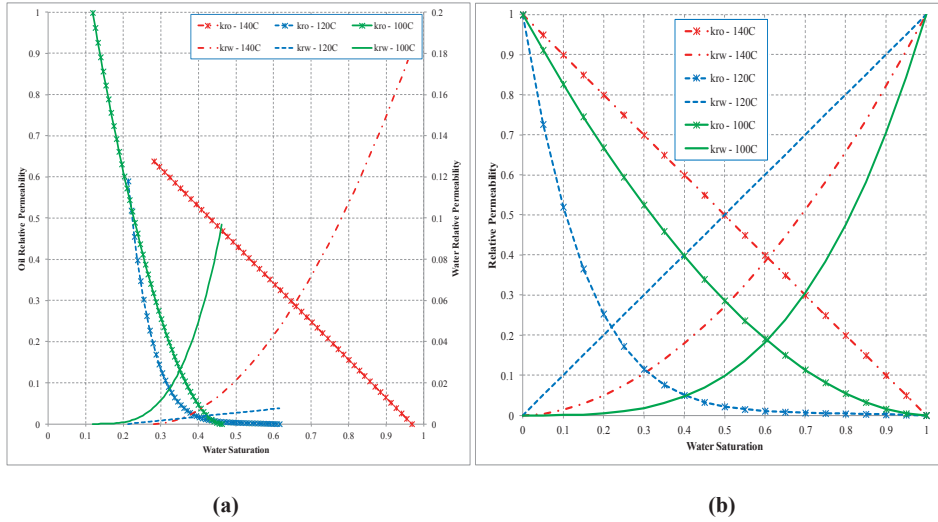 kro - 140C kro - 120C kro - 100C
krw - 140C krw - 120C krw - 100C
1
0.9
0.8
0.7
0.6
0.5
0.4
0.3
0.2
0.1
0
0.2
0.18
0.16
0.14
0.12
0.1
0.08
0.06
0.04
0.02
0
Oil Relative Permeability
Water Relative Permeability
0 0.1 0.2 0.3 0.4 0.5 0.6 0.7 0.8 0.9 1
Water Saturation
(a)
kro - 140C
krw - 140C
kro - 120C
krw - 120C
kro - 100C
krw - 100C
1
0.9
0.8
0.7
0.6
0.5
0.4
0.3
0.2
0.1
0
Relative Permeability
0 0.1 0.2 0.3 0.4 0.5 0.6 0.7 0.8 0.9 1
Water Saturation
(b)